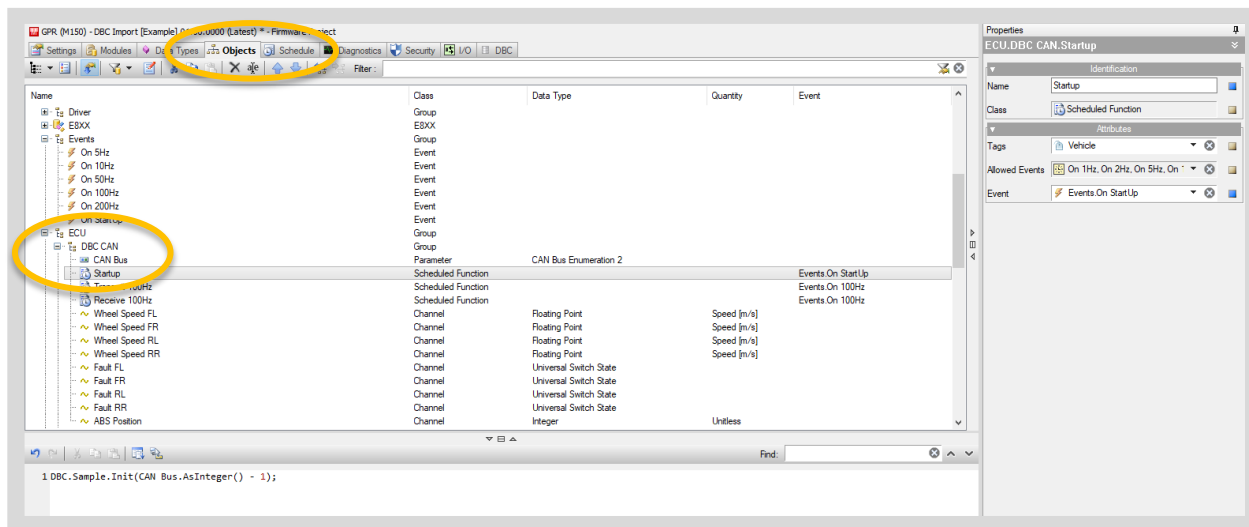 GPR (M150) - DBC Import [Example] (Latest) * - Firmware Project
Settings Modules Data Types Objects Schedule Diagnostics Security I/O DBC
Filter :
Name Class Data Type Quantity Event
Driver Group
E8XX E8XX
Events Group
On 5Hz Event
On 10Hz Event
On 50Hz Event
On 100Hz Event
On 200Hz Event
On StartUp Event
ECU Group
DBC CAN Group
CAN Bus Parameter CAN Bus Enumeration 2
Startup Scheduled Function Events.On StartUp
Transmit 100Hz Scheduled Function Events.On 100Hz
Receive 100Hz Scheduled Function Events.On 100Hz
Wheel Speed FL Channel Floating Point Speed [m/s]
Wheel Speed FR Channel Floating Point Speed [m/s]
Wheel Speed RL Channel Floating Point Speed [m/s]
Wheel Speed RR Channel Floating Point Speed [m/s]
Fault FL Channel Universal Switch State
Fault FR Channel Universal Switch State
Fault RL Channel Universal Switch State
Fault RR Channel Universal Switch State
ABS Position Channel Integer Unitless
Find:
1 DBC.Sample.Init(CAN Bus.AsInteger() - 1);
Properties
ECU.DBC CAN.Startup
Identification
Name Startup
Class Scheduled Function
Attributes
Tags Vehicle
Allowed Events On 1Hz, On 2Hz, On 5Hz, On
Event Events.On StartUp